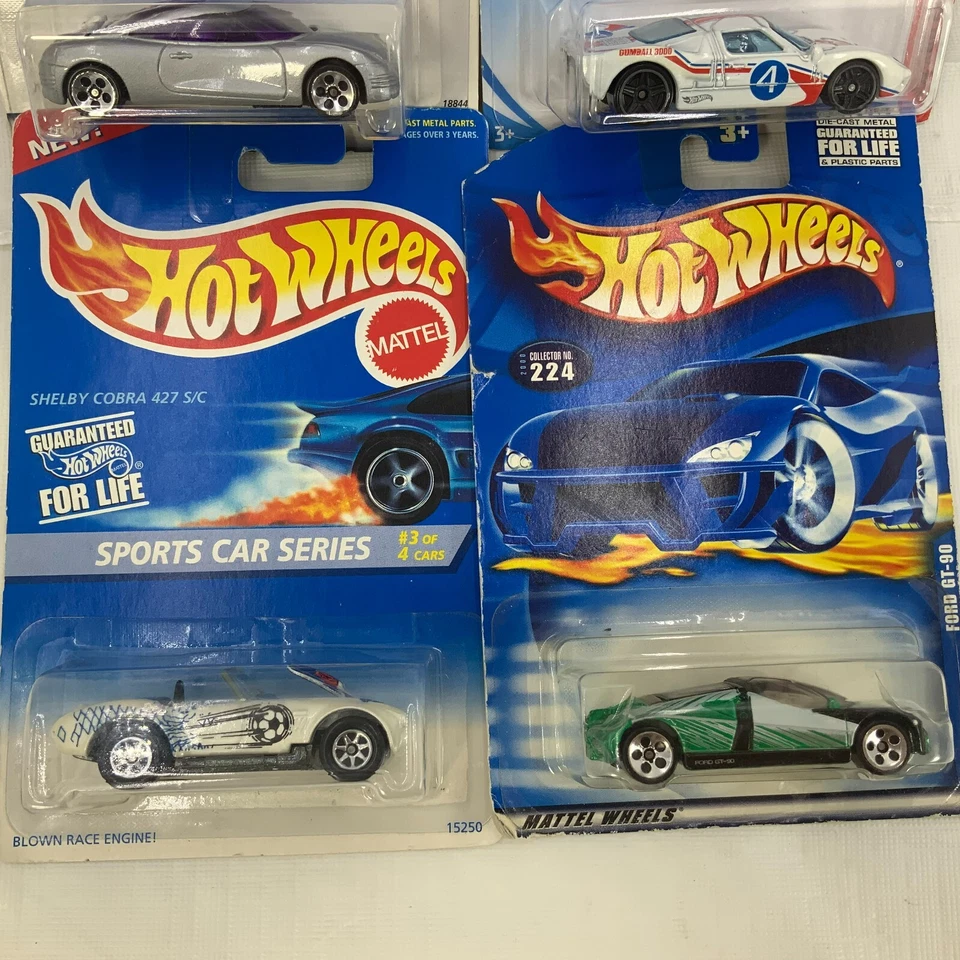 18844
GUMBALL 3000
4
NEW!
AST METAL PARTS.
AGES OVER 3 YEARS.
HOT WHEELS
MATTEL
SHELBY COBRA 427 S/C
GUARANTEED
HOT WHEELS
FOR LIFE
SPORTS CAR SERIES
#3 OF
4 CARS
BLOWN RACE ENGINE!
15250
3+
3+
DIE-CAST METAL
GUARANTEED
FOR LIFE
& PLASTIC PARTS
HOT WHEELS®
2000
COLLECTOR NO.
224
FORD GT-90
FORD GT-90
MATTEL WHEELS